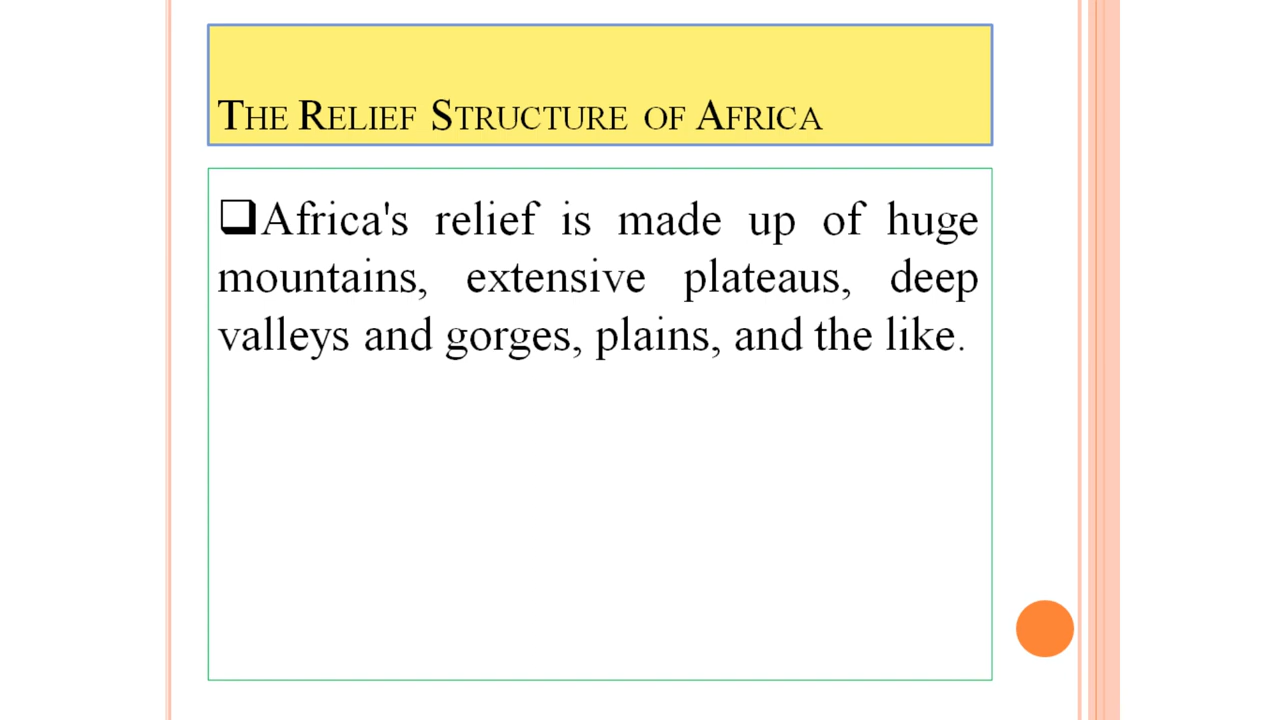 THE RELIEF STRUCTURE OF AFRICA
❑Africa's relief is made up of huge
mountains, extensive plateaus, deep
valleys and gorges, plains, and the like.